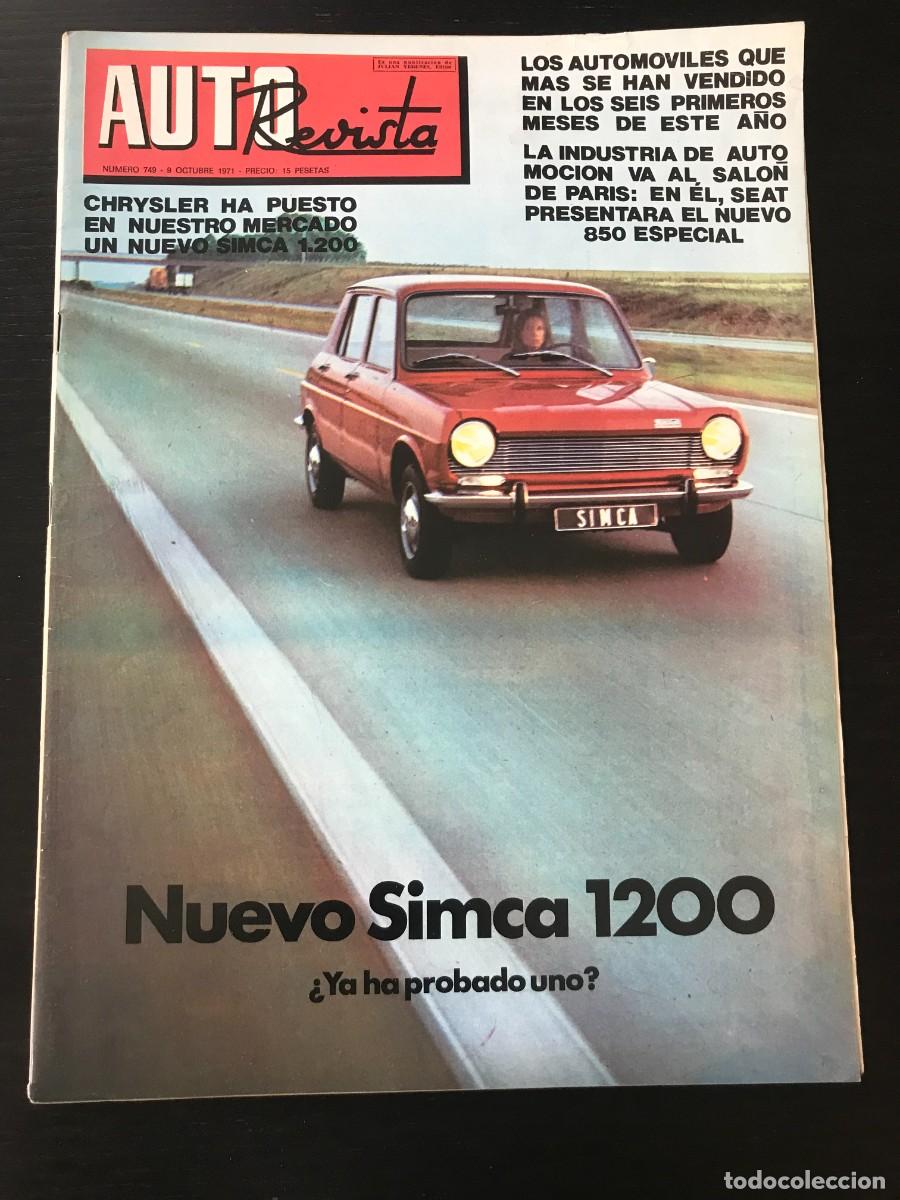 Es una publicación de
JULIAN
AUTO
Revista
NUMERO 749 - 9 OCTUBRE 1971 - PRECIO: 15 PESETAS
CHRYSLER HA PUESTO
EN NUESTRO MERCADO
UN NUEVO SIMCA 1.200
LOS AUTOMOVILES QUE
MAS SE HAN VENDIDO
EN LOS SEIS PRIMEROS
MESES DE ESTE AÑO
LA INDUSTRIA DE AUTO
MOCION VA AL SALOÑ
DE PARIS: EN ÉL, SEAT
PRESENTARA EL NUEVO
850 ESPECIAL
SIMCA
Nuevo Simca 1200
¿Ya ha probado uno?
todocoleccion